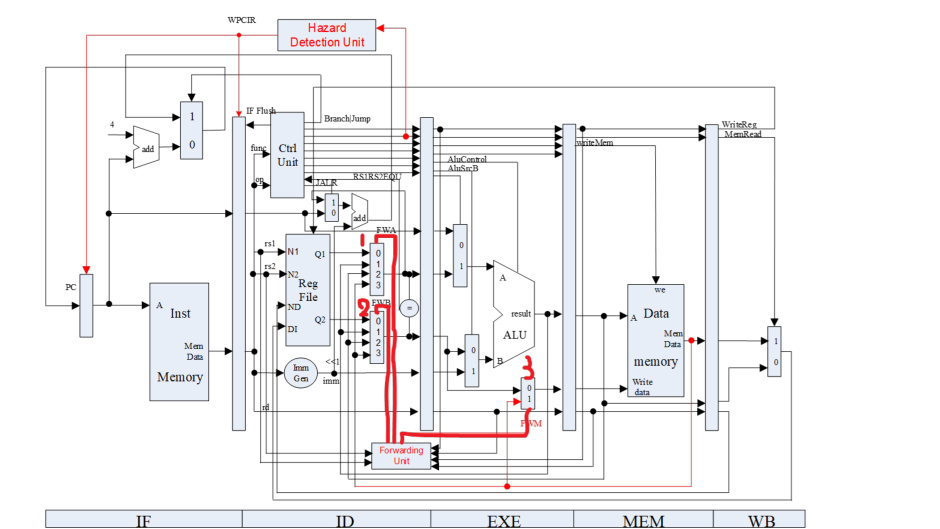 WPCIR
Hazard
Detection Unit
4
add
1
0
IF Flush
func
op
Ctrl
Unit
Branch|Jump
JALR
RS1RS2EQU
1
0
add
AluControl
AluSrcB
writeMem
WriteReg
MemRead
PC
A
Inst
Mem
Data
Memory
rs1
rs2
N1
N2
ND
DI
Reg
File
Q1
Q2
1
FWA
0
1
2
3
2
FWB
0
1
2
3
=
Imm
Gen
<<1
imm
rd
0
1
0
1
A
B
result
ALU
3
0
1
FWM
we
A
Data
Mem
Data
memory
Write
data
1
0
Forwarding
Unit
IF
ID
EXE
MEM
WB